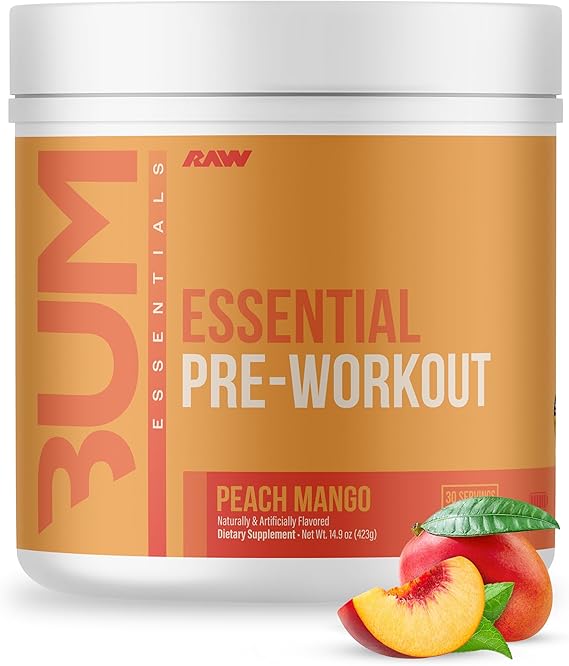 RAW
BUM
ESSENTIALS
ESSENTIAL
PRE-WORKOUT
PEACH MANGO
Naturally & Artificially Flavored
Dietary Supplement - Net Wt. 14.9 oz (423g)
30 SERVINGS